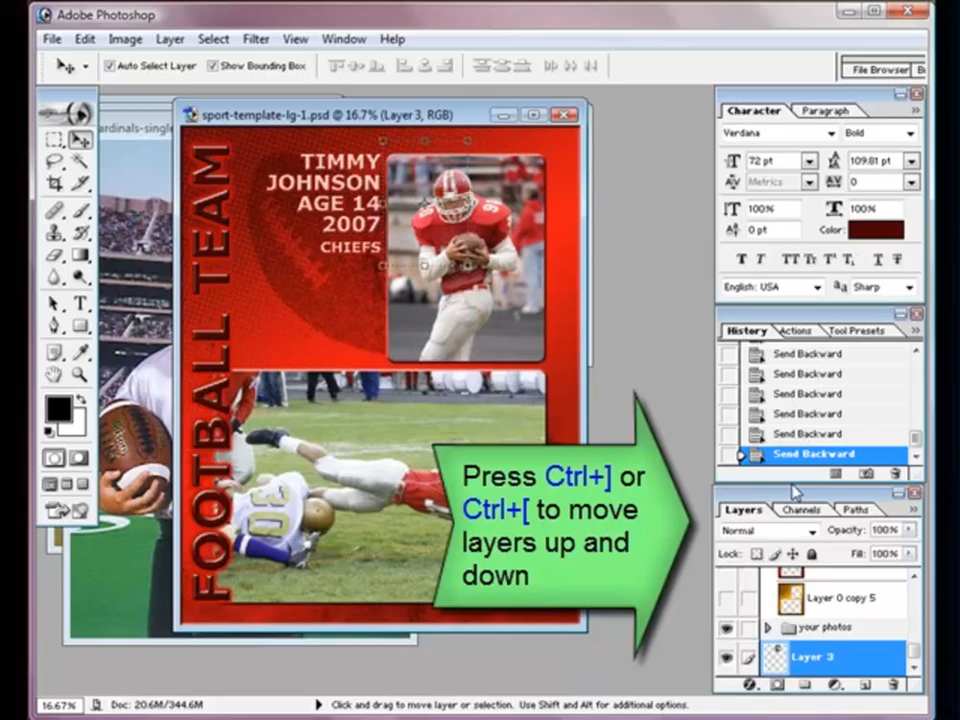 Adobe Photoshop
File Edit Image Layer Select Filter View Window Help
Auto Select Layer Show Bounding Box
File Browser
ardinals-single
sport-template-lg-1.psd @ 16.7% (Layer 3, RGB)
TIMMY
JOHNSON
AGE 14
2007
CHIEFS
FOOTBALL TEAM
Press Ctrl+] or
Ctrl+[ to move
layers up and
down
Character Paragraph
Verdana Bold
72 pt 109.81 pt
Metrics 0
100% 100%
0 pt Color:
English: USA Sharp
History Actions Tool Presets
Send Backward
Send Backward
Send Backward
Send Backward
Send Backward
Send Backward
Layers Channels Paths
Normal Opacity: 100%
Lock: Fill: 100%
Layer 0 copy 5
your photos
Layer 3
16.67% Doc: 20.6M/344.6M Click and drag to move layer or selection. Use Shift and Alt for additional options.